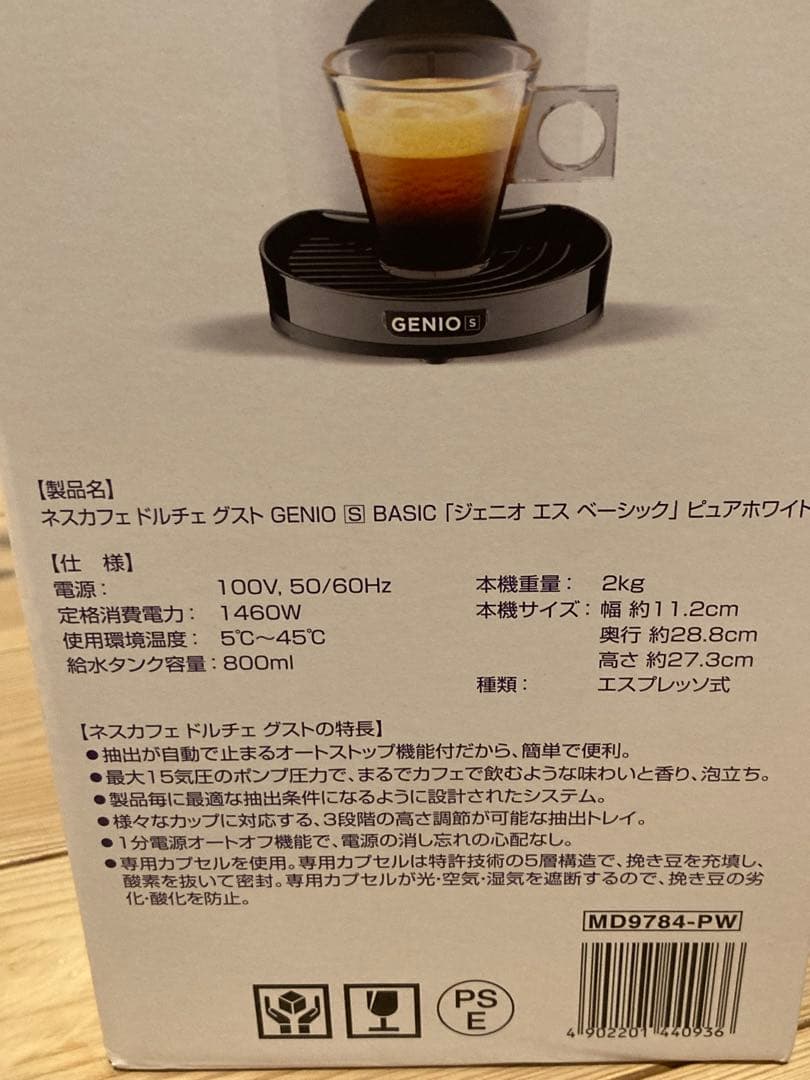 GENIO S
【製品名】
ネスカフェ ドルチェ グスト GENIO S BASIC 「ジェニオ エス ベーシック」 ピュアホワイト
【仕　様】
電源： 100V, 50/60Hz
定格消費電力： 1460W
使用環境温度： 5℃〜45℃
給水タンク容量：800ml
本機重量： 2kg
本機サイズ：幅 約11.2cm
奥行 約28.8cm
高さ 約27.3cm
種類： エスプレッソ式
【ネスカフェ ドルチェ グストの特長】
●抽出が自動で止まるオートストップ機能付だから、簡単で便利。
●最大15気圧のポンプ圧力で、まるでカフェで飲むような味わいと香り、泡立ち。
●製品毎に最適な抽出条件になるように設計されたシステム。
●様々なカップに対応する、3段階の高さ調節が可能な抽出トレイ。
●1分電源オートオフ機能で、電源の消し忘れの心配なし。
●専用カプセルを使用。専用カプセルは特許技術の5層構造で、挽き豆を充填し、
酸素を抜いて密封。専用カプセルが光・空気・湿気を遮断するので、挽き豆の劣
化・酸化を防止。
MD9784-PW
PS
E
4 902201 440936